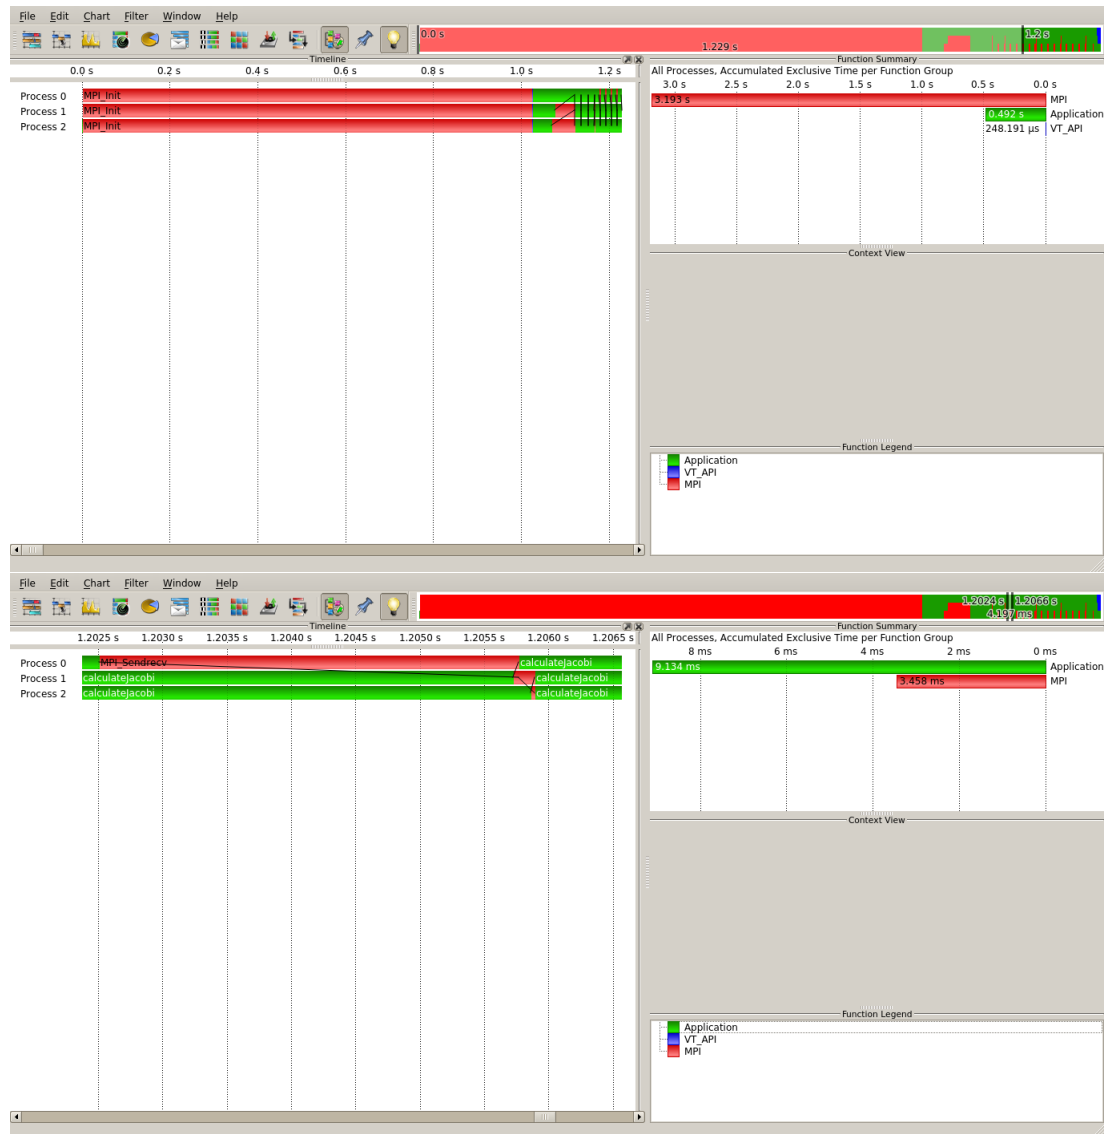 File Edit Chart Filter Window Help
0.0 s 1.2 s
1.229 s
Timeline
0.0 s 0.2 s 0.4 s 0.6 s 0.8 s 1.0 s 1.2 s
Process 0 MPI_Init
Process 1 MPI_Init
Process 2 MPI_Init
Function Summary
All Processes, Accumulated Exclusive Time per Function Group
3.0 s 2.5 s 2.0 s 1.5 s 1.0 s 0.5 s 0.0 s
3.193 s MPI
0.492 s Application
248.191 µs VT_API
Context View
Function Legend
Application
VT_API
MPI
File Edit Chart Filter Window Help
1.2024 s 1.2066 s
4.197 ms
Timeline
1.2025 s 1.2030 s 1.2035 s 1.2040 s 1.2045 s 1.2050 s 1.2055 s 1.2060 s 1.2065 s
Process 0 MPI_Sendrecv calculateJacobi
Process 1 calculateJacobi calculateJacobi
Process 2 calculateJacobi calculateJacobi
Function Summary
All Processes, Accumulated Exclusive Time per Function Group
8 ms 6 ms 4 ms 2 ms 0 ms
9.134 ms Application
3.458 ms MPI
Context View
Function Legend
Application
VT_API
MPI